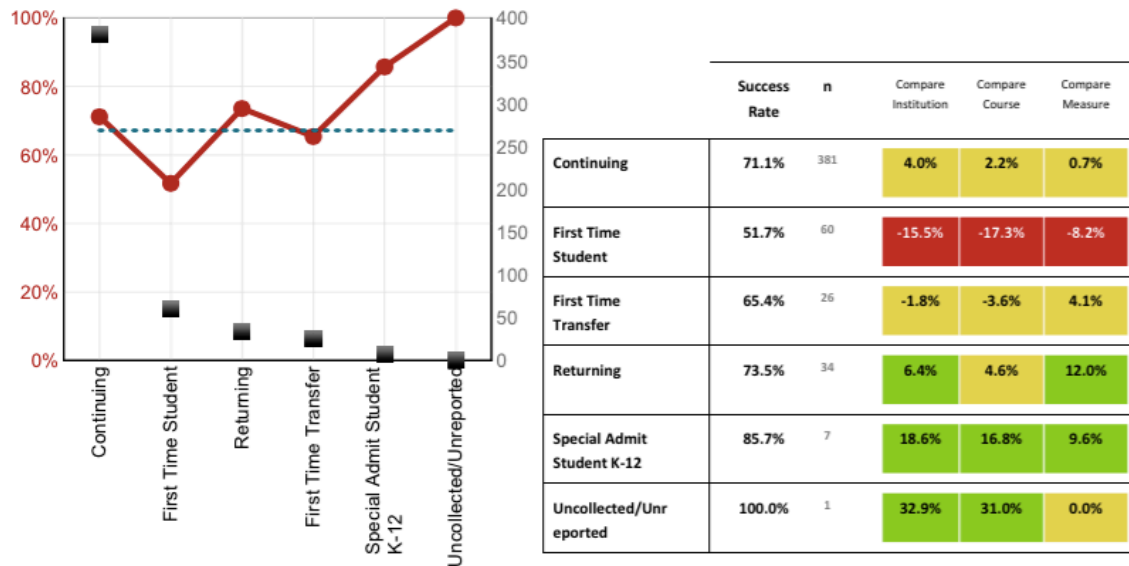 100%
80%
60%
40%
20%
0%
400
350
300
250
200
150
100
50
0
Continuing
First Time Student
Returning
First Time Transfer
Special Admit Student
K-12
Uncollected/Unreported
Success
Rate
n
Compare
Institution
Compare
Course
Compare
Measure
Continuing
71.1%
381
4.0%
2.2%
0.7%
First Time
Student
51.7%
60
-15.5%
-17.3%
-8.2%
First Time
Transfer
65.4%
26
-1.8%
-3.6%
4.1%
Returning
73.5%
34
6.4%
4.6%
12.0%
Special Admit
Student K-12
85.7%
7
18.6%
16.8%
9.6%
Uncollected/Unr
eported
100.0%
1
32.9%
31.0%
0.0%